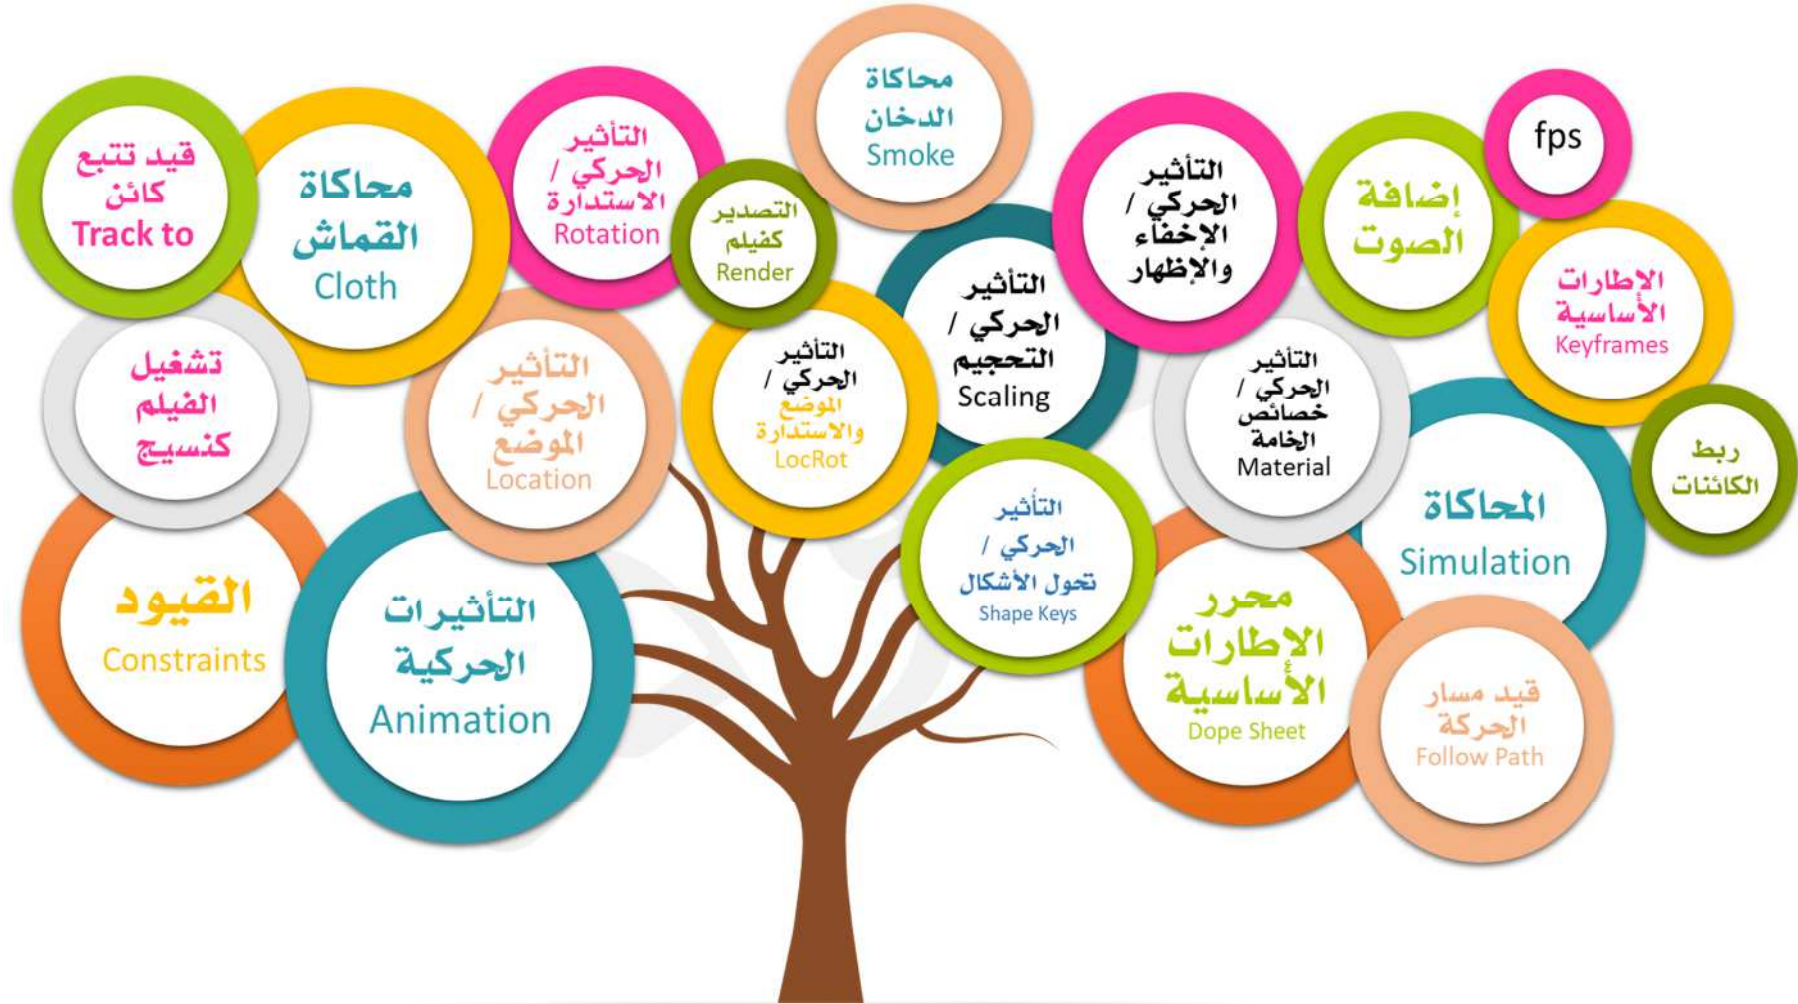 محاكاة
الدخان
Smoke
fps
التأثير
الحركي /
الإخفاء
والإظهار
إضافة
الصوت
التأثير
الحركي /
الاستدارة
Rotation
قيد تتبع
كائن
Track to
محاكاة
القماش
Cloth
التصدير
كفيلم
Render
الإطارات
الأساسية
Keyframes
التأثير
الحركي /
التحجيم
Scaling
التأثير
الحركي /
خصائص
الخامة
Material
التأثير
الحركي /
الموضع
والاستدارة
LocRot
التأثير
الحركي /
الموضع
Location
تشغيل
الفيلم
كنسيج
ربط
الكائنات
المحاكاة
Simulation
التأثير
الحركي /
تحول الأشكال
Shape Keys
محرر
الإطارات
الأساسية
Dope Sheet
القيود
Constraints
التأثيرات
الحركية
Animation
قيد مسار
الحركة
Follow Path